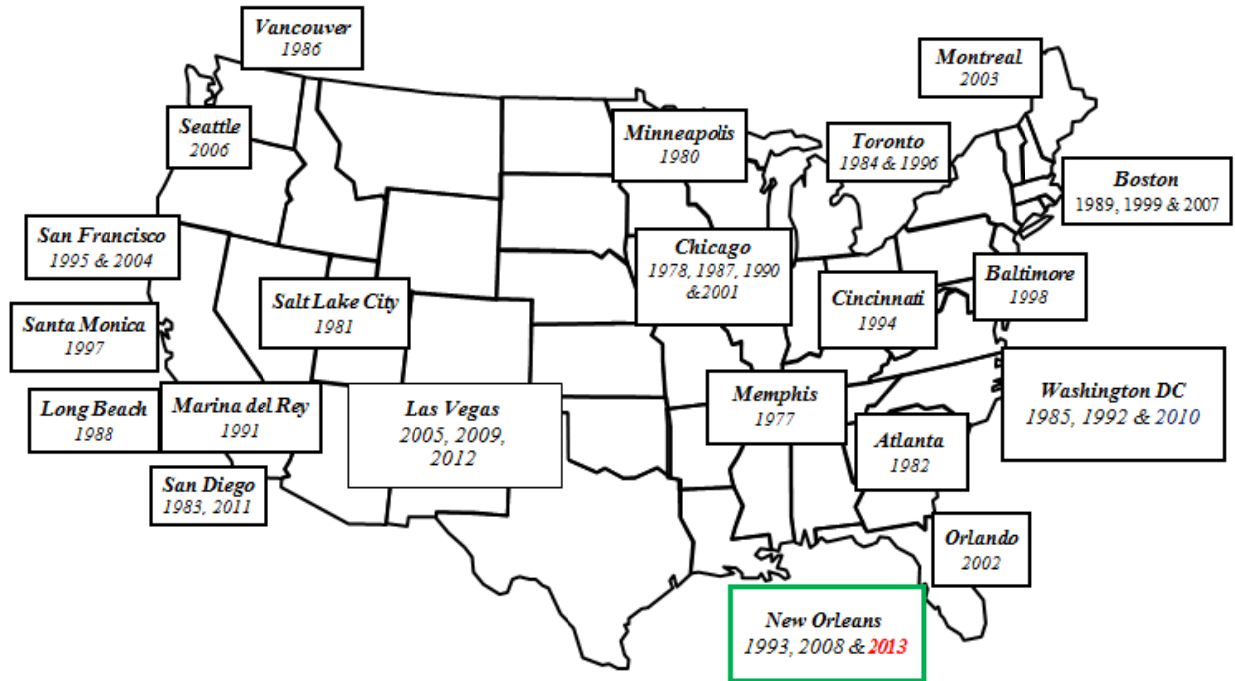 Vancouver
1986
Montreal
2003
Seattle
2006
Minneapolis
1980
Toronto
1984 & 1996
Boston
1989, 1999 & 2007
San Francisco
1995 & 2004
Chicago
1978, 1987, 1990
&2001
Baltimore
1998
Salt Lake City
1981
Cincinnati
1994
Santa Monica
1997
Washington DC
1985, 1992 & 2010
Long Beach
1988
Marina del Rey
1991
Las Vegas
2005, 2009,
2012
Memphis
1977
Atlanta
1982
San Diego
1983, 2011
Orlando
2002
New Orleans
1993, 2008 & 2013